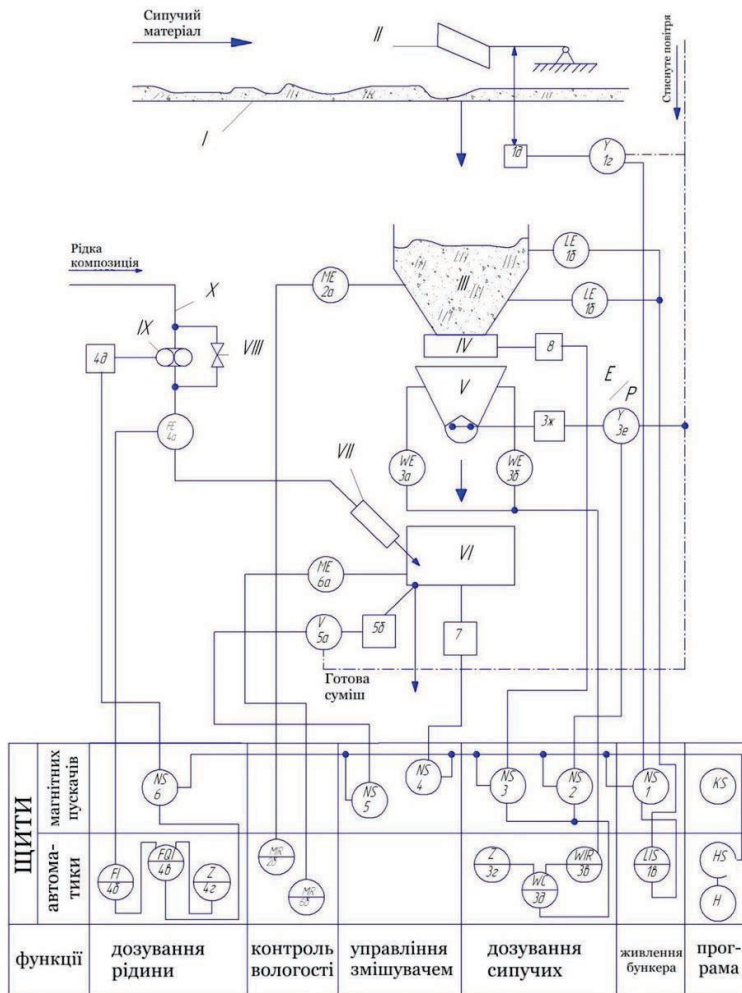 Сипучий
матеріал
II
Стиснуте повітря
I
1д
Y
1г
Рідка
композиція
X
ME
2а
LE
1б
III
LE
1б
IX
VIII
4д
IV
8
V
E
P
FE
4а
3ж
Y
3е
VII
WE
3а
WE
3б
VI
ME
6а
V
5а
5б
7
Готова
суміш
ЩИТИ
магнітних
пускачів
NS
6
NS
5
NS
4
NS
3
NS
2
NS
1
KS
автома-
тики
FI
4б
FQI
4в
Z
4г
MR
2б
MR
6б
Z
3г
WC
3д
WIR
3в
LIS
1в
HS
H
функції
дозування
рідини
контроль
вологості
управління
змішувачем
дозування
сипучих
живлення
бункера
прог-
рама